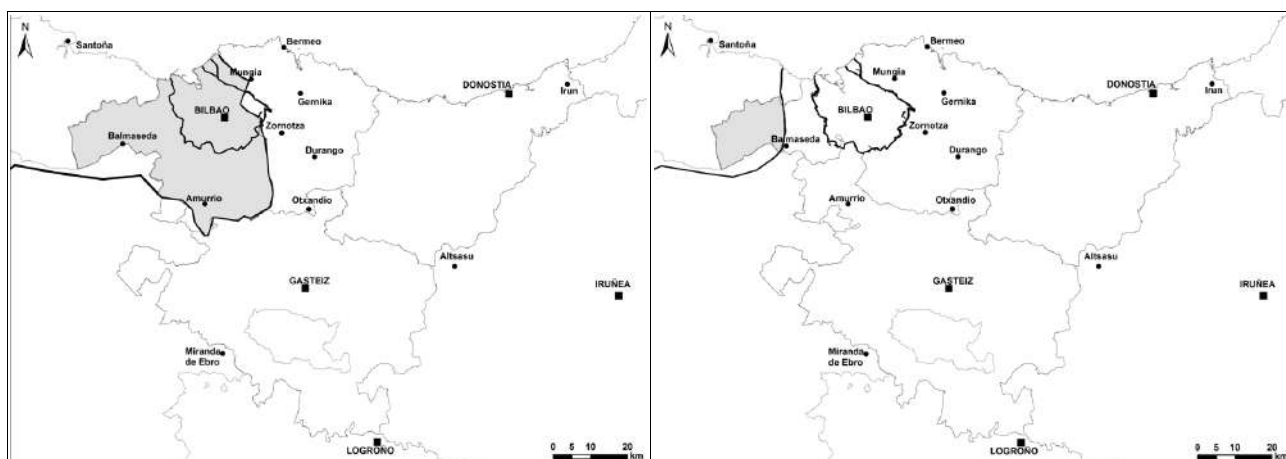 N
Santoña
Bermeo
Mungia
DONOSTIA
Irun
Gernika
BILBAO
Zornotza
Balmaseda
Durango
Amurrio
Otxandio
Altsasu
GASTEIZ
IRUÑEA
Miranda
de Ebro
LOGROÑO
0 5 10 20
km
N
Santoña
Bermeo
Mungia
DONOSTIA
Irun
Gernika
BILBAO
Zornotza
Balmaseda
Durango
Amurrio
Otxandio
Altsasu
GASTEIZ
IRUÑEA
Miranda
de Ebro
LOGROÑO
0 5 10 20
km